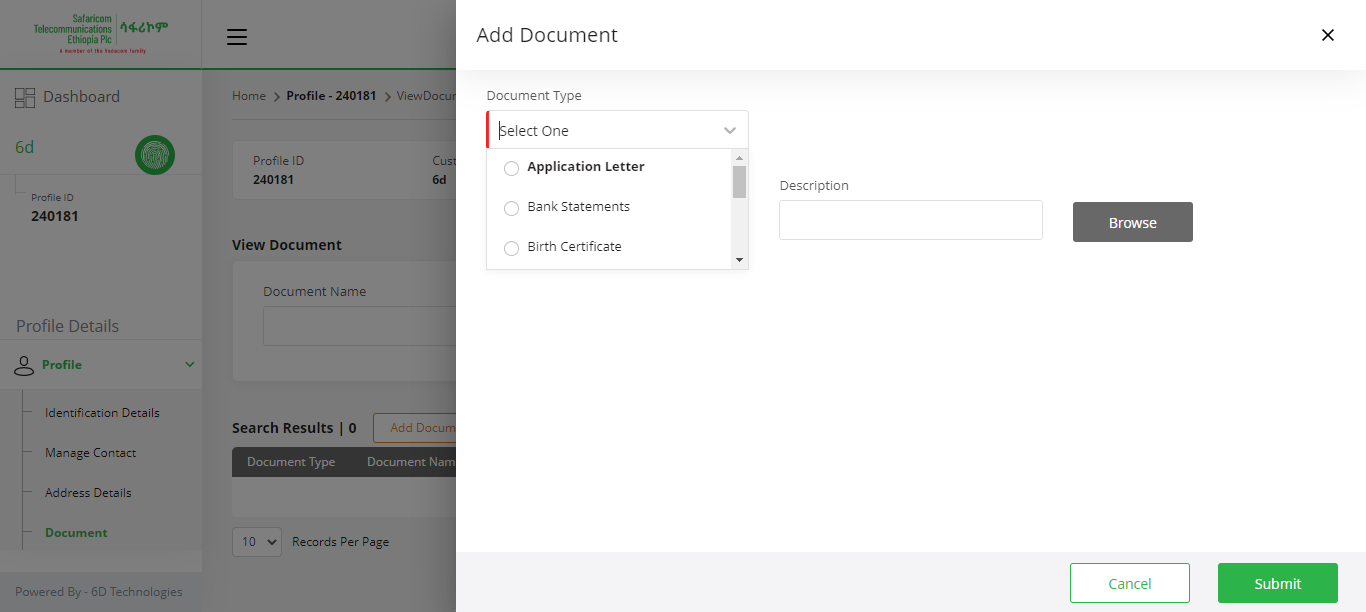 Safaricom
Telecommunications
Ethiopia Plc
ሳፋሪኮም
A member of the Vodacom family
Dashboard
6d
Profile ID
240181
Profile Details
Profile
Identification Details
Manage Contact
Address Details
Document
Powered By - 6D Technologies
Home > Profile - 240181 > ViewDocur
Profile ID
240181
Cust
6d
View Document
Document Name
Search Results | 0
Add Docum
Document Type Document Nam
10 Records Per Page
Add Document
Document Type
Select One
Application Letter
Bank Statements
Birth Certificate
Description
Browse
Cancel
Submit